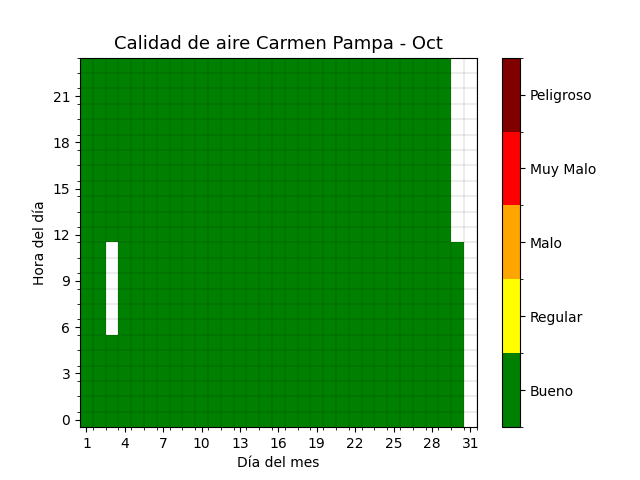 Calidad de aire Carmen Pampa - Oct
Peligroso
Muy Malo
Malo
Regular
Bueno
Hora del día
21
18
15
12
9
6
3
0
1 4 7 10 13 16 19 22 25 28 31
Día del mes